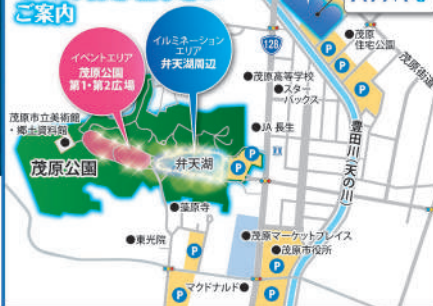 ご案内
イベントエリア
茂原公園
第1・第2広場
イルミネーション
エリア
弁天湖周辺
128
P
茂原
住宅公園
P
P
茂原街道
茂原高等学校
スター
バックス
P
茂原市立美術館
・郷土資料館
JA 長生
豊田川(天の川)
茂原公園
弁天湖
P
P
藻原寺
東光院
P
茂原マーケットプレイス
茂原市役所
P
P
マクドナルド
P
P
P